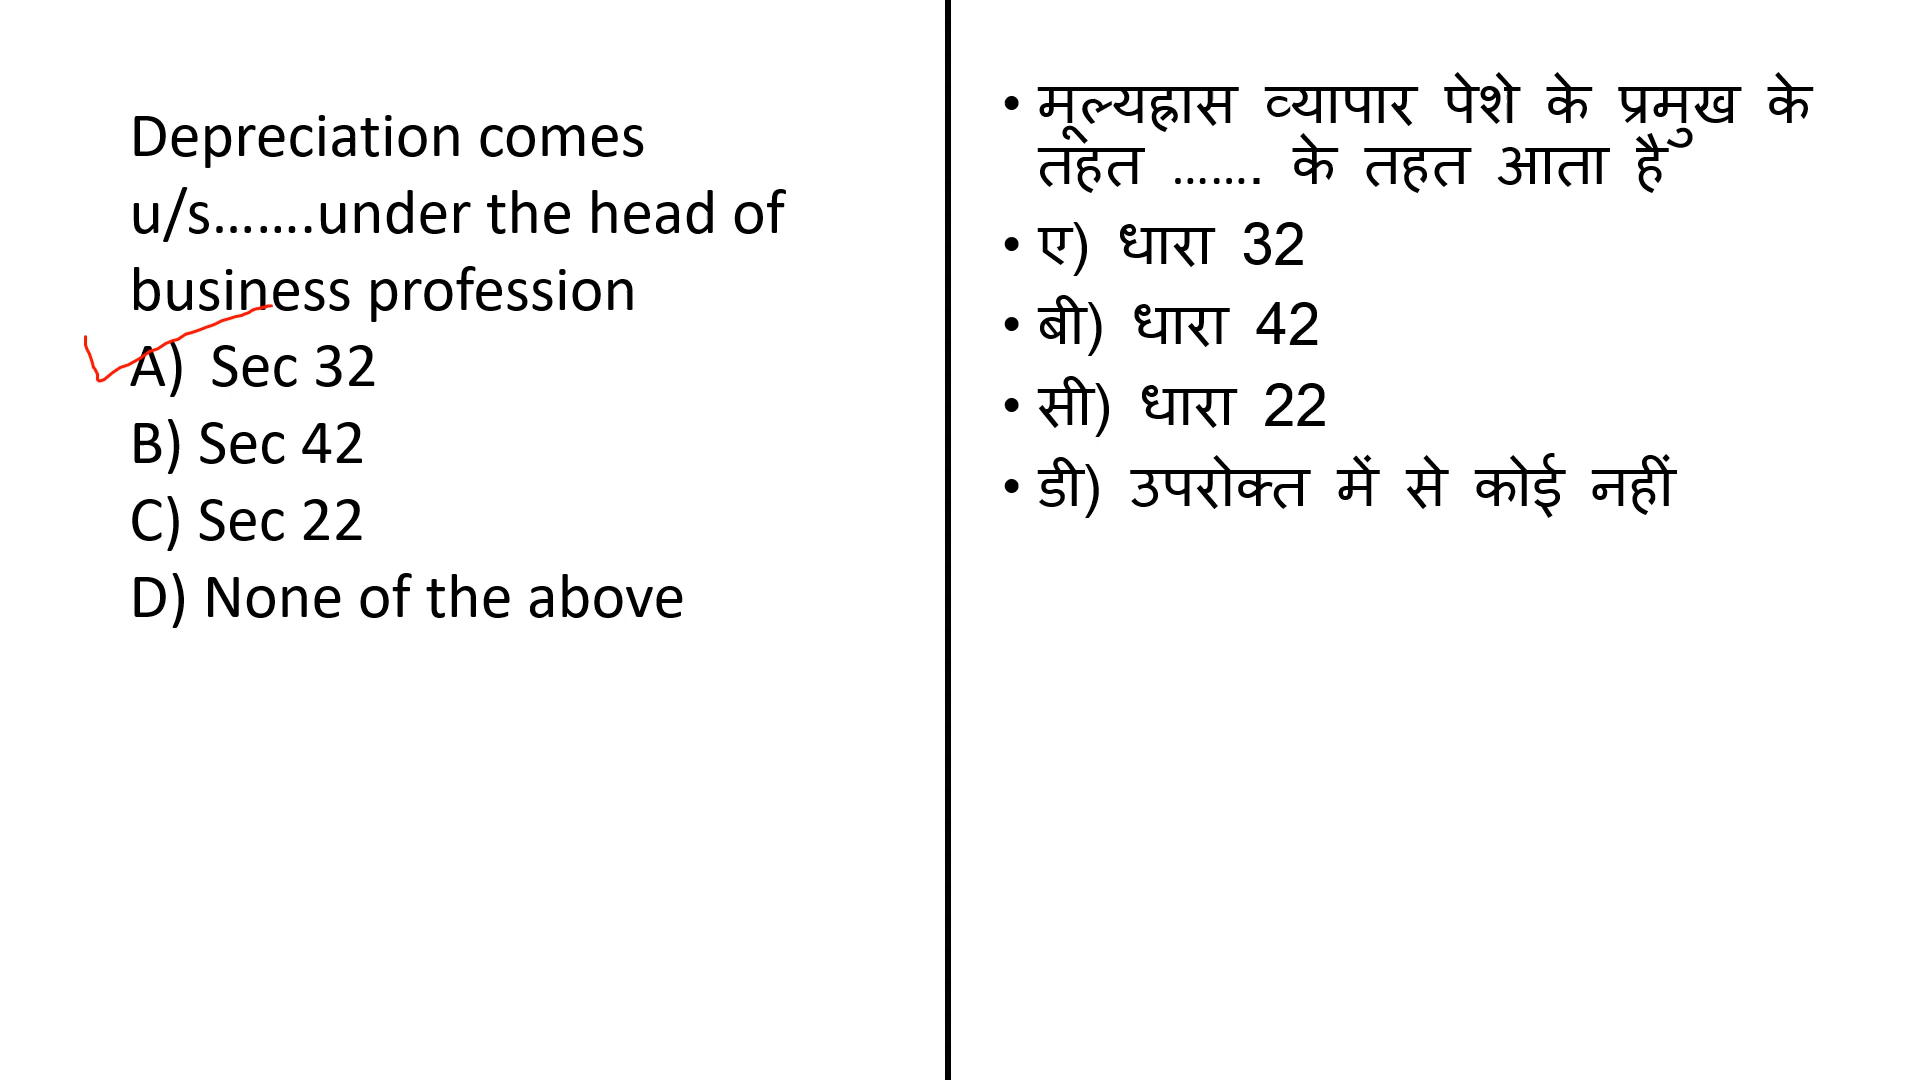 Depreciation comes
u/s.......under the head of
business profession
A) Sec 32
B) Sec 42
C) Sec 22
D) None of the above
• मूल्यह्रास व्यापार पेशे के प्रमुख के
तहत ....... के तहत आता है
• ए) धारा 32
• बी) धारा 42
• सी) धारा 22
• डी) उपरोक्त में से कोई नहीं